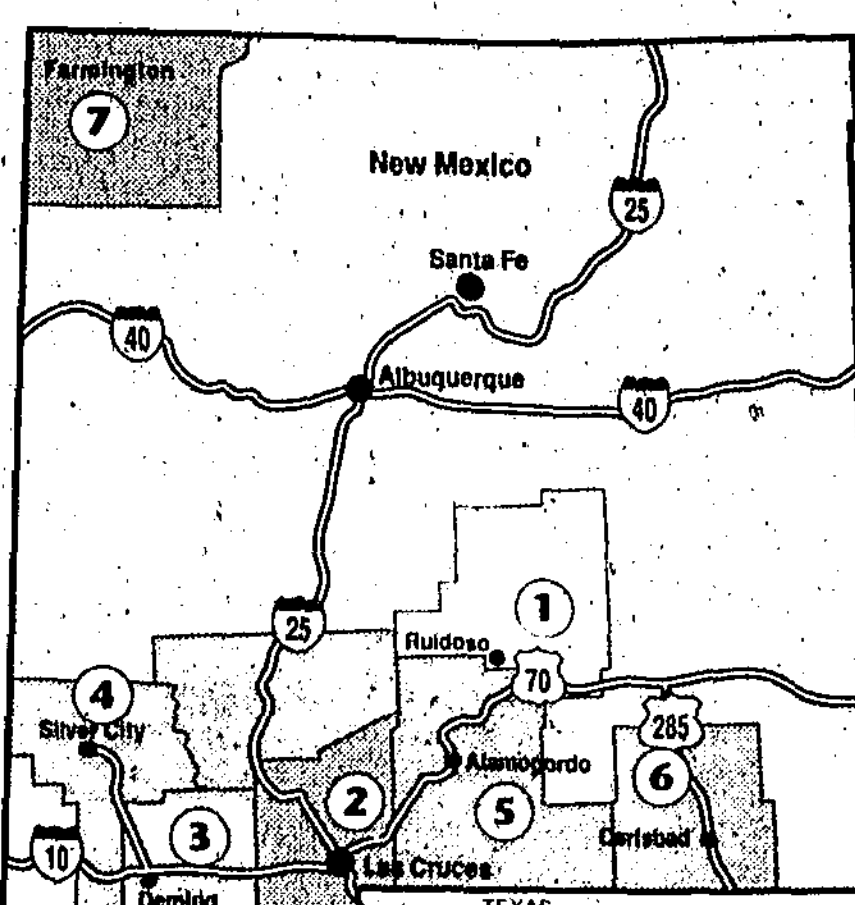 Farmington
7
New Mexico
25
Santa Fe
40
Albuquerque
40
1
25
Ruidoso
70
4
285
Silver City
Alamogordo
6
2
5
3
Carlsbad
10
Las Cruces
Deming
TEXAS